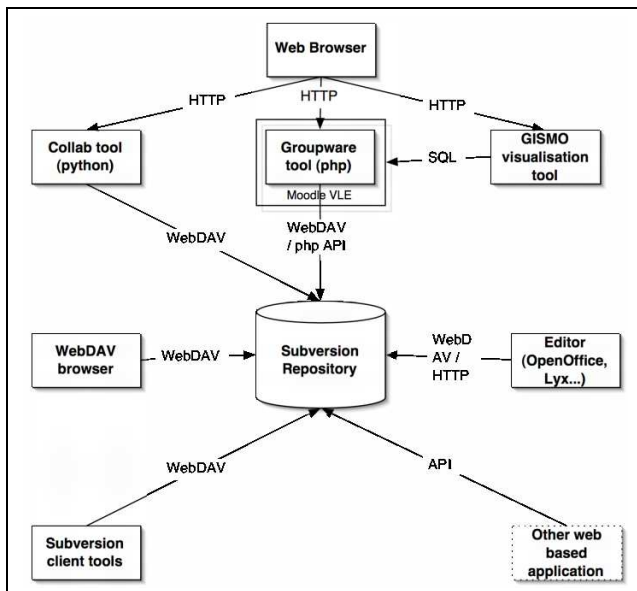 Web Browser
HTTP
HTTP
HTTP
Collab tool
(python)
Groupware
tool (php)
Moodle VLE
SQL
GISMO
visualisation
tool
WebDAV
WebDAV
/ php API
WebDAV
browser
WebDAV
Subversion
Repository
WebD
AV /
HTTP
Editor
(OpenOffice,
Lyx...)
WebDAV
API
Subversion
client tools
Other web
based
application